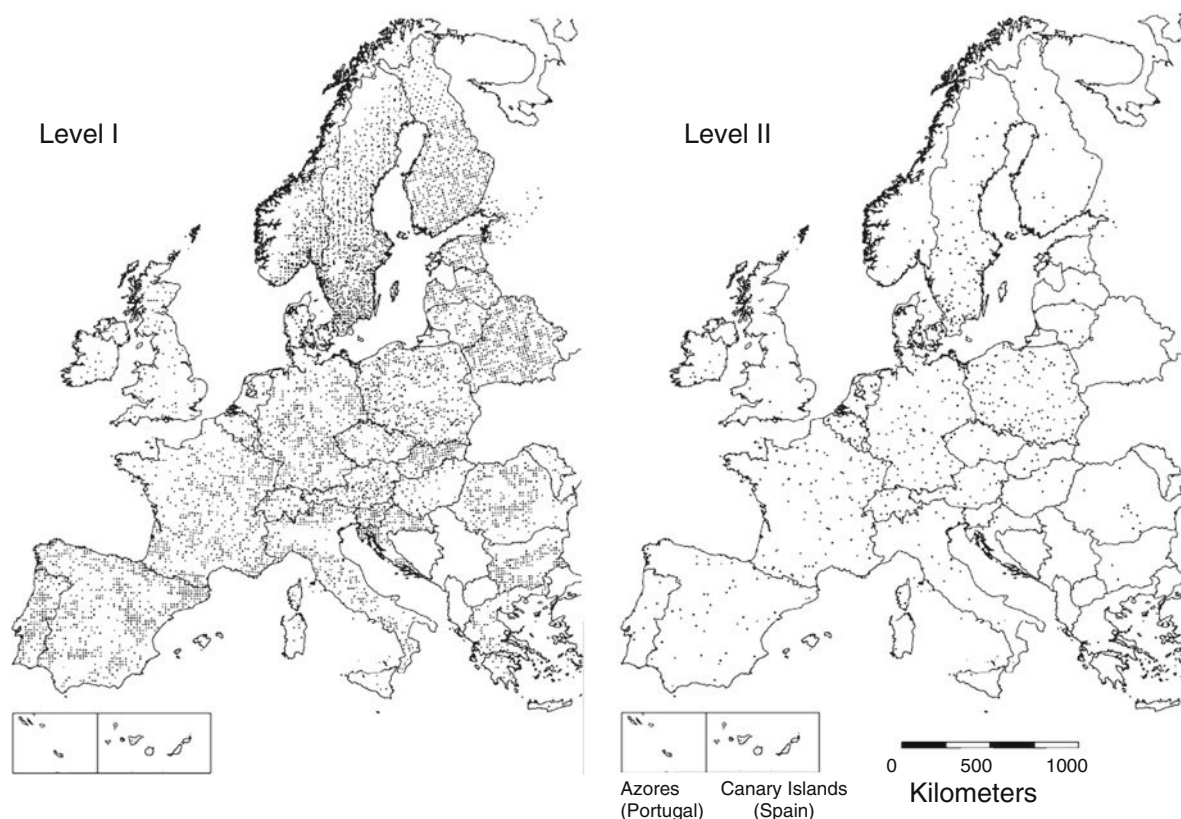 Level I
Level II
0 500 1000
Kilometers
Azores
(Portugal)
Canary Islands
(Spain)